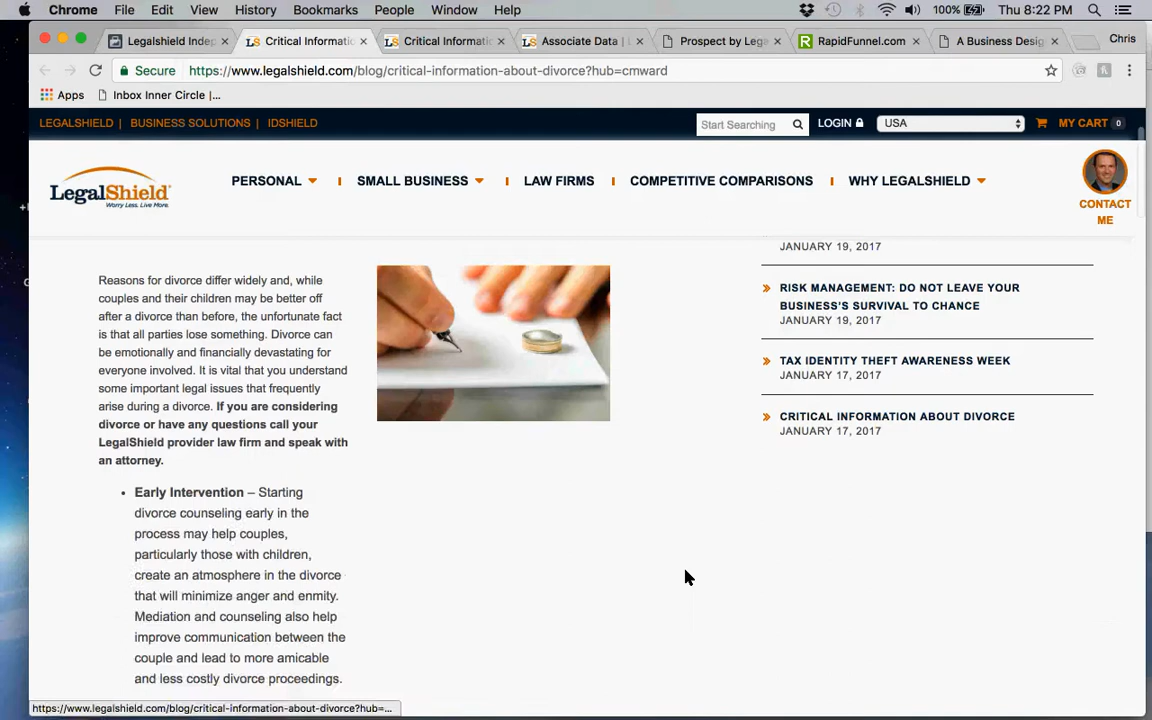 Chrome File Edit View History Bookmarks People Window Help 100% Thu 8:22 PM
Legalshield Indep Critical Informatio Critical Informatio Associate Data | L Prospect by Lega RapidFunnel.com A Business Desig Chris
Secure https://www.legalshield.com/blog/critical-information-about-divorce?hub=cmward
Apps Inbox Inner Circle |...
LEGALSHIELD | BUSINESS SOLUTIONS | IDSHIELD Start Searching LOGIN USA MY CART 0
LegalShield
Worry Less. Live More.
PERSONAL SMALL BUSINESS LAW FIRMS COMPETITIVE COMPARISONS WHY LEGALSHIELD
CONTACT
ME
Reasons for divorce differ widely and, while
couples and their children may be better off
after a divorce than before, the unfortunate fact
is that all parties lose something. Divorce can
be emotionally and financially devastating for
everyone involved. It is vital that you understand
some important legal issues that frequently
arise during a divorce. If you are considering
divorce or have any questions call your
LegalShield provider law firm and speak with
an attorney.
• Early Intervention – Starting
divorce counseling early in the
process may help couples,
particularly those with children,
create an atmosphere in the divorce
that will minimize anger and enmity.
Mediation and counseling also help
improve communication between the
couple and lead to more amicable
and less costly divorce proceedings.
JANUARY 19, 2017
RISK MANAGEMENT: DO NOT LEAVE YOUR
BUSINESS'S SURVIVAL TO CHANCE
JANUARY 19, 2017
TAX IDENTITY THEFT AWARENESS WEEK
JANUARY 17, 2017
CRITICAL INFORMATION ABOUT DIVORCE
JANUARY 17, 2017
https://www.legalshield.com/blog/critical-information-about-divorce?hub=...